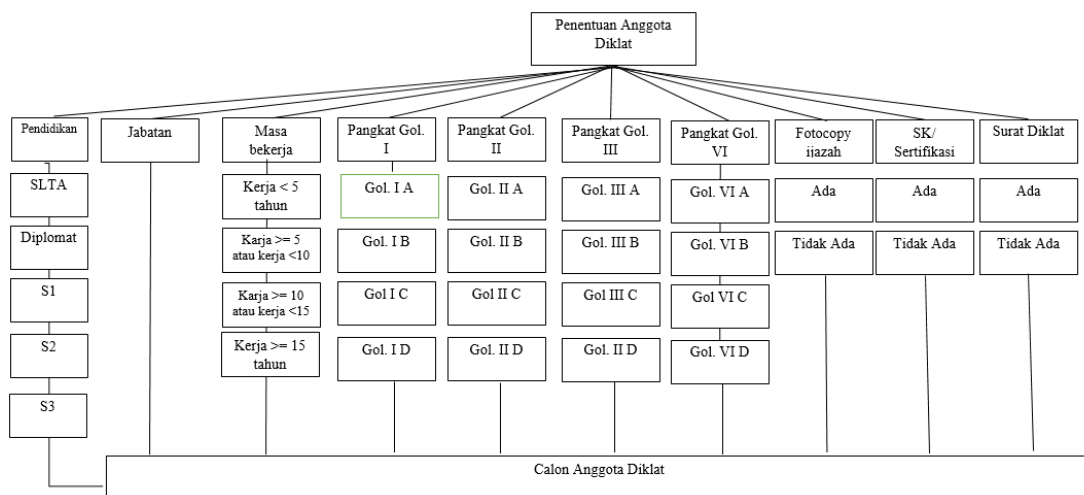 Penentuan Anggota
Diklat
Pendidikan
Jabatan
Masa
bekerja
Pangkat Gol.
I
Pangkat Gol.
II
Pangkat Gol.
III
Pangkat Gol.
VI
Fotocopy
ijazah
SK/
Sertifikasi
Surat Diklat
SLTA
Kerja < 5
tahun
Gol. I A
Gol. II A
Gol. III A
Gol. VI A
Ada
Ada
Ada
Diplomat
Karja >= 5
atau kerja <10
Gol. I B
Gol. II B
Gol. III B
Gol. VI B
Tidak Ada
Tidak Ada
Tidak Ada
S1
Karja >= 10
atau kerja <15
Gol I C
Gol II C
Gol III C
Gol VI C
S2
Kerja >= 15
tahun
Gol. I D
Gol. II D
Gol. II D
Gol. VI D
S3
Calon Anggota Diklat